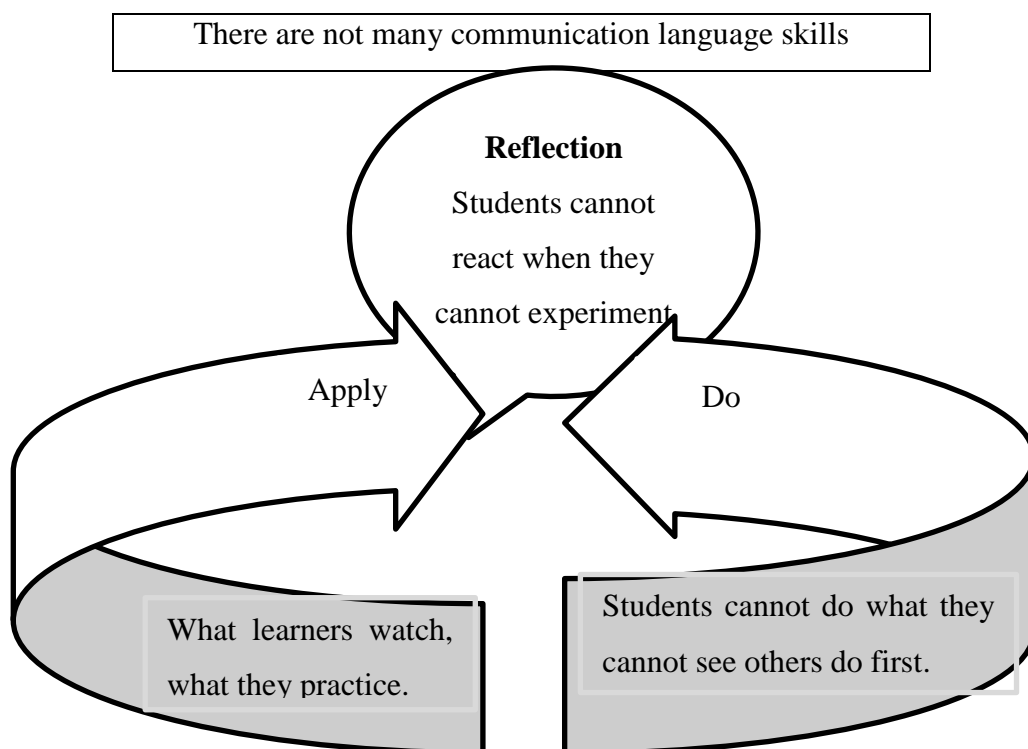 There are not many communication language skills
Reflection
Students cannot
react when they
cannot experiment
Apply
Do
What learners watch,
what they practice.
Students cannot do what they
cannot see others do first.